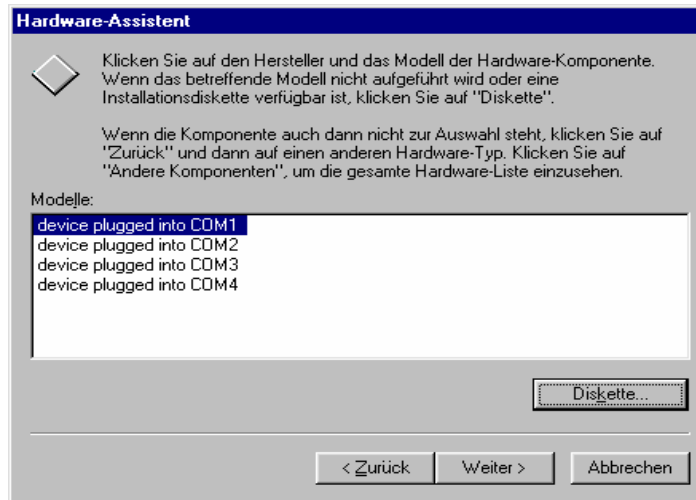 Hardware-Assistent
Klicken Sie auf den Hersteller und das Modell der Hardware-Komponente.
Wenn das betreffende Modell nicht aufgeführt wird oder eine
Installationsdiskette verfügbar ist, klicken Sie auf "Diskette".
Wenn die Komponente auch dann nicht zur Auswahl steht, klicken Sie auf
"Zurück" und dann auf einen anderen Hardware-Typ. Klicken Sie auf
"Andere Komponenten", um die gesamte Hardware-Liste einzusehen.
Modelle:
device plugged into COM1
device plugged into COM2
device plugged into COM3
device plugged into COM4
Diskette...
< Zurück
Weiter >
Abbrechen